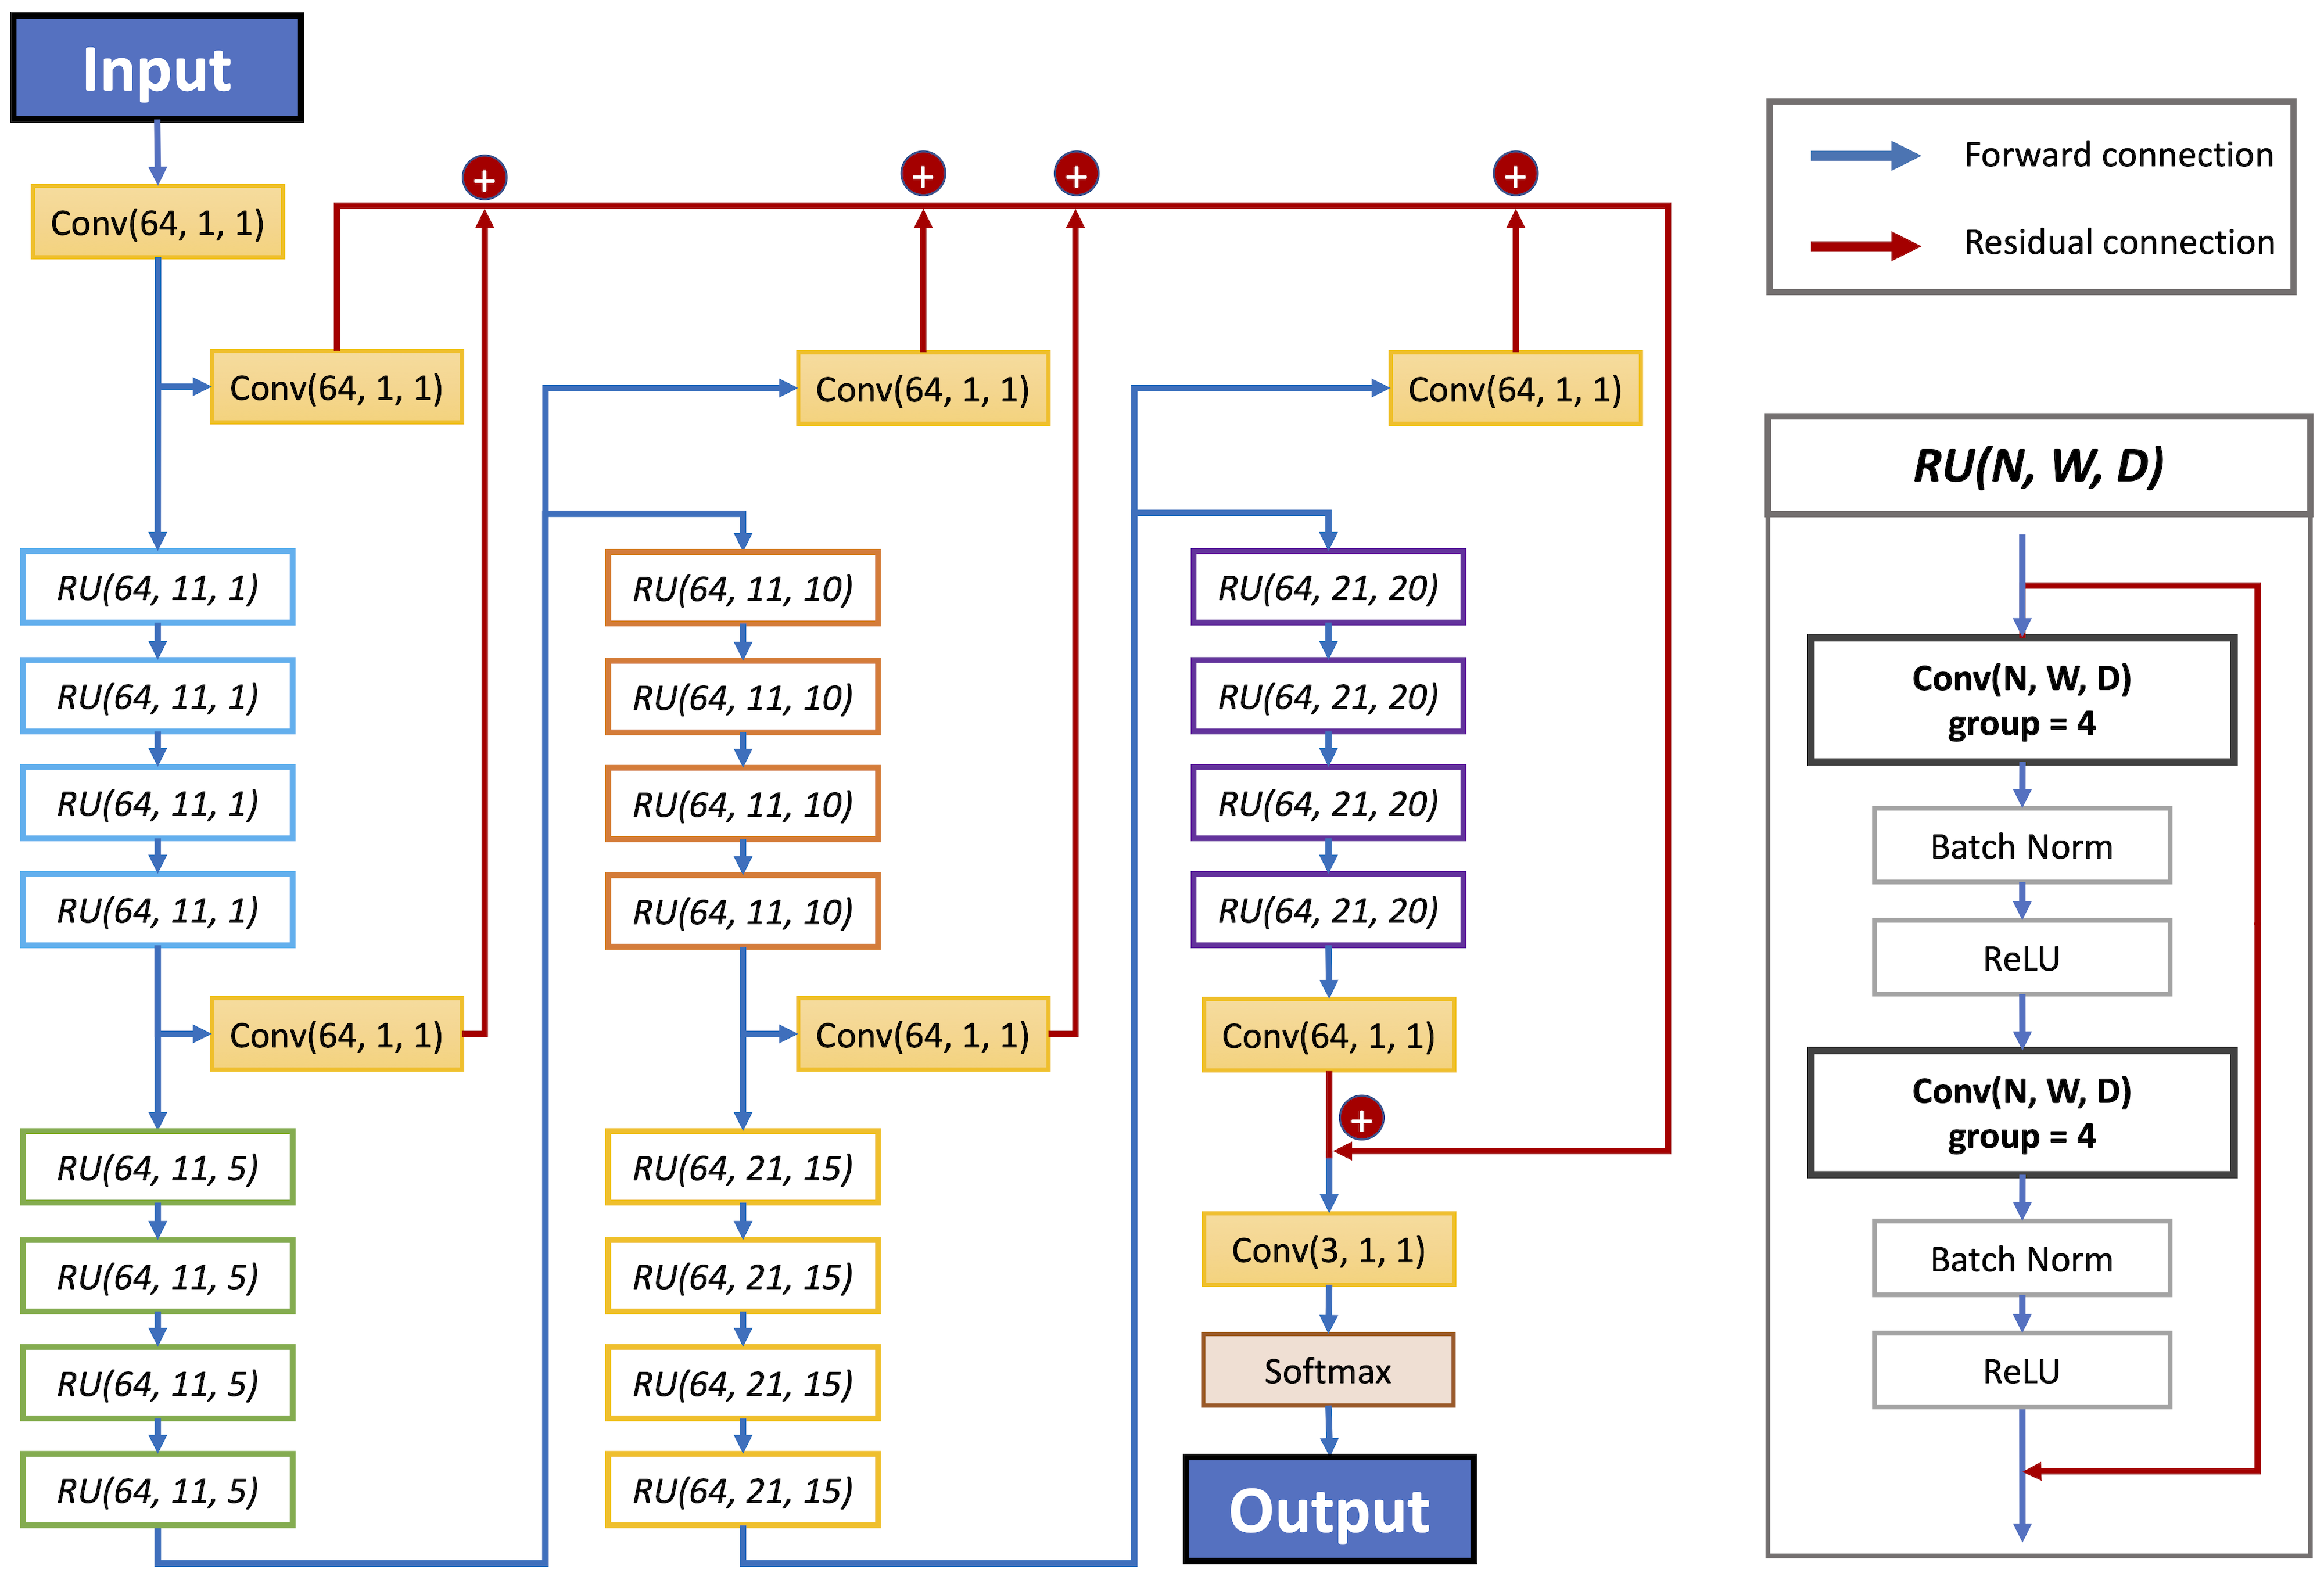 Input
Conv(64, 1, 1)
Conv(64, 1, 1)
RU(64, 11, 1)
RU(64, 11, 1)
RU(64, 11, 1)
RU(64, 11, 1)
Conv(64, 1, 1)
RU(64, 11, 5)
RU(64, 11, 5)
RU(64, 11, 5)
RU(64, 11, 5)
+
+
+
+
Conv(64, 1, 1)
RU(64, 11, 10)
RU(64, 11, 10)
RU(64, 11, 10)
RU(64, 11, 10)
Conv(64, 1, 1)
RU(64, 21, 15)
RU(64, 21, 15)
RU(64, 21, 15)
RU(64, 21, 15)
Conv(64, 1, 1)
RU(64, 21, 20)
RU(64, 21, 20)
RU(64, 21, 20)
RU(64, 21, 20)
Conv(64, 1, 1)
+
Conv(3, 1, 1)
Softmax
Output
Forward connection
Residual connection
RU(N, W, D)
Conv(N, W, D)
group = 4
Batch Norm
ReLU
Conv(N, W, D)
group = 4
Batch Norm
ReLU